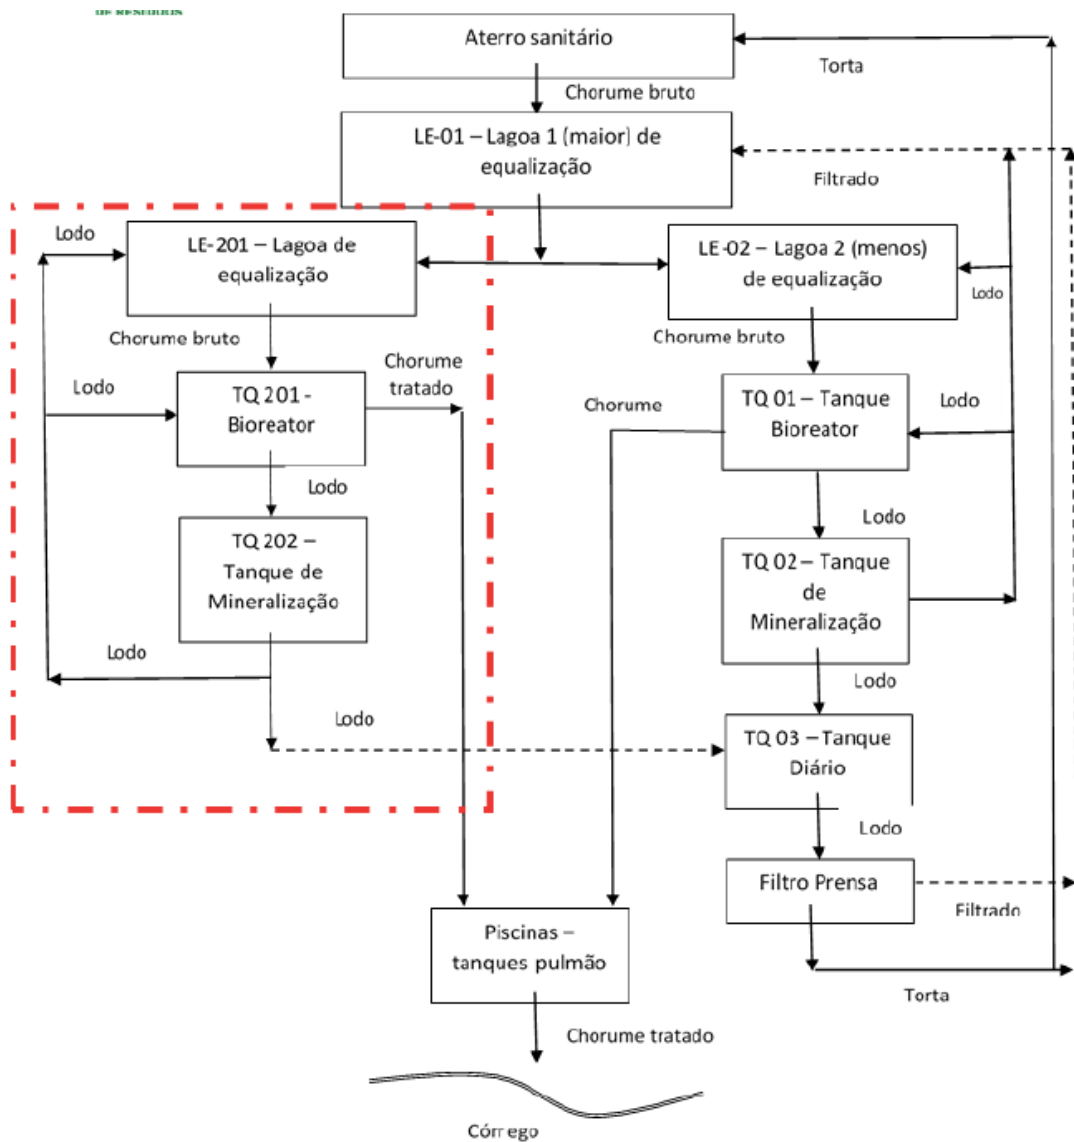 DE RESÍDUOS
Aterro sanitário
Torta
Chorume bruto
LE-01 – Lagoa 1 (maior) de
equalização
Filtrado
Lodo
LE-201 – Lagoa de
equalização
LE-02 – Lagoa 2 (menos)
de equalização
Lodo
Chorume bruto
Chorume bruto
Chorume
tratado
Lodo
TQ 201 -
Bioreator
Chorume
TQ 01 – Tanque
Bioreator
Lodo
Lodo
Lodo
TQ 202 –
Tanque de
Mineralização
TQ 02 – Tanque
de
Mineralização
Lodo
Lodo
Lodo
TQ 03 – Tanque
Diário
Lodo
Filtro Prensa
Filtrado
Piscinas –
tanques pulmão
Torta
Chorume tratado
Córrego